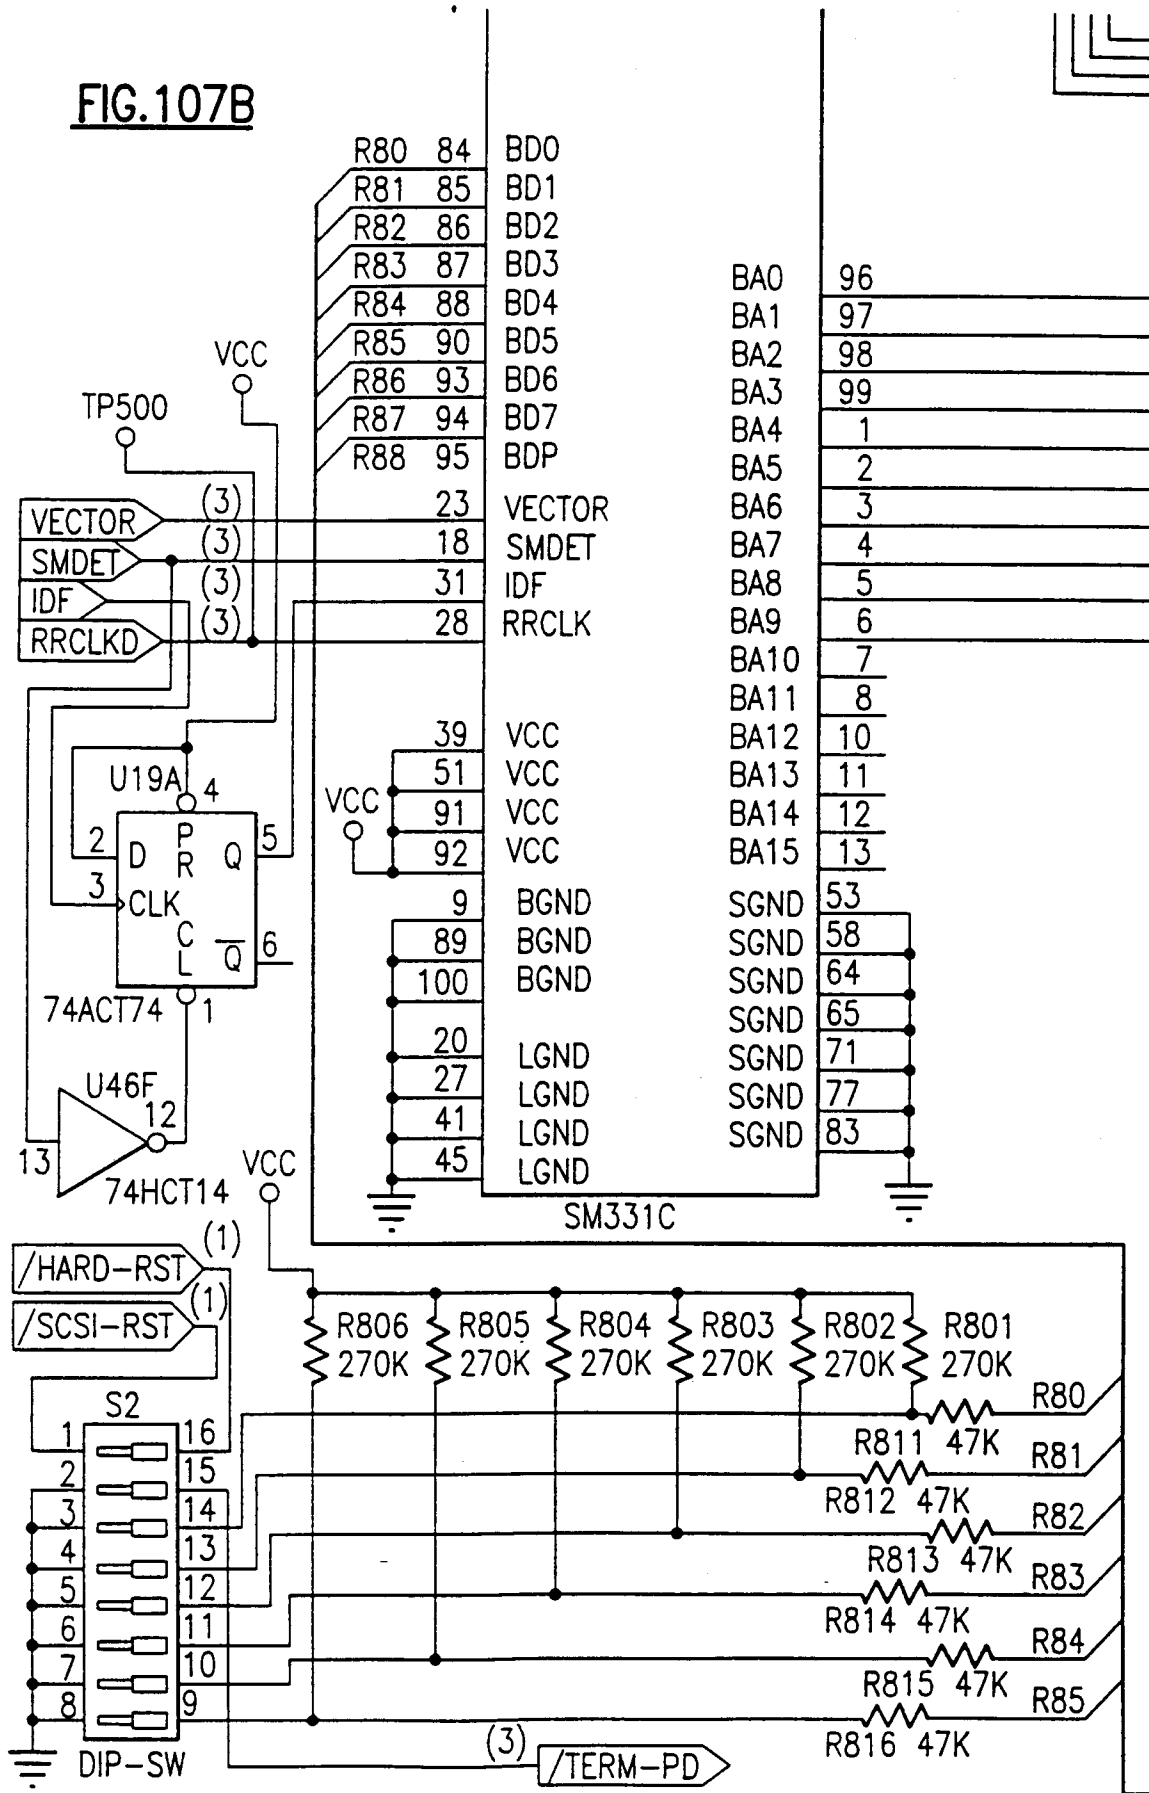 FIG.107B
R80 84 BD0
R81 85 BD1
R82 86 BD2
R83 87 BD3
R84 88 BD4
R85 90 BD5
R86 93 BD6
R87 94 BD7
R88 95 BDP
BA0 96
BA1 97
BA2 98
BA3 99
BA4 1
BA5 2
BA6 3
BA7 4
BA8 5
BA9 6
BA10 7
BA11 8
BA12 10
BA13 11
BA14 12
BA15 13
VCC
TP500
VECTOR (3) 23 VECTOR
SMDET (3) 18 SMDET
IDF (3) 31 IDF
RRCLKD (3) 28 RRCLK
39 VCC
51 VCC
91 VCC
92 VCC
VCC
U19A 4
2 D PR Q 5
3 CLK
CL Q 6
74ACT74 1
9 BGND
89 BGND
100 BGND
20 LGND
27 LGND
41 LGND
45 LGND
SGND 53
SGND 58
SGND 64
SGND 65
SGND 71
SGND 77
SGND 83
U46F
13 12
74HCT14
SM331C
VCC
/HARD-RST (1)
/SCSI-RST (1)
R806 270K
R805 270K
R804 270K
R803 270K
R802 270K
R801 270K
S2
1 16
2 15
3 14
4 13
5 12
6 11
7 10
8 9
DIP-SW
R80
R811 47K
R81
R812 47K
R82
R813 47K
R83
R814 47K
R84
R815 47K
R85
R816 47K
(3) /TERM-PD